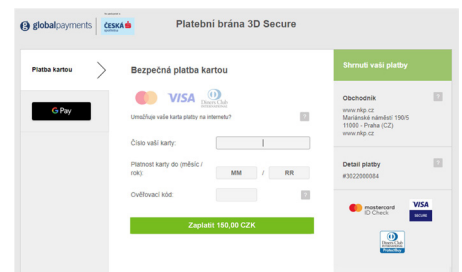 globalpayments
ČESKÁ
spořitelna
Platební brána 3D Secure
Platba kartou
G Pay
Bezpečná platba kartou
VISA
Diners Club
Umožňuje vaše karta platby na internetu?
?
Číslo vaší karty:
Platnost karty do (měsíc /
rok):
MM / RR
Ověřovací kód:
?
Zaplatit 150,00 CZK
Shrnutí vaší platby
Obchodník
?
www.nkp.cz
Mariánské náměstí 190/5
11000 - Praha (CZ)
www.nkp.cz
Detail platby
?
#3022000084
mastercard
ID Check
VISA
SECURE
Diners Club
ProtectBuy